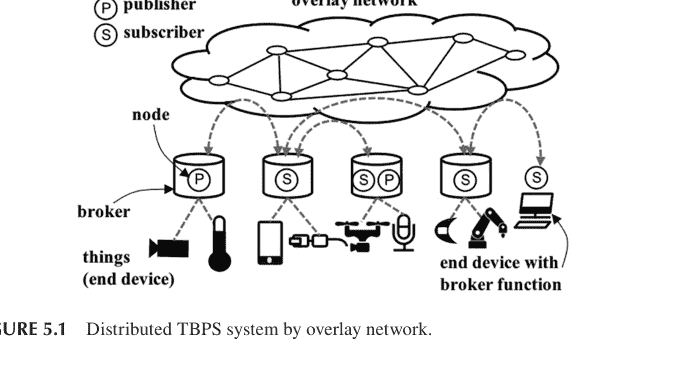 P publisher
overlay network
S subscriber
node
P
S
S P
S
S
broker
things
(end device)
end device with
broker function
GURE 5.1 Distributed TBPS system by overlay network.